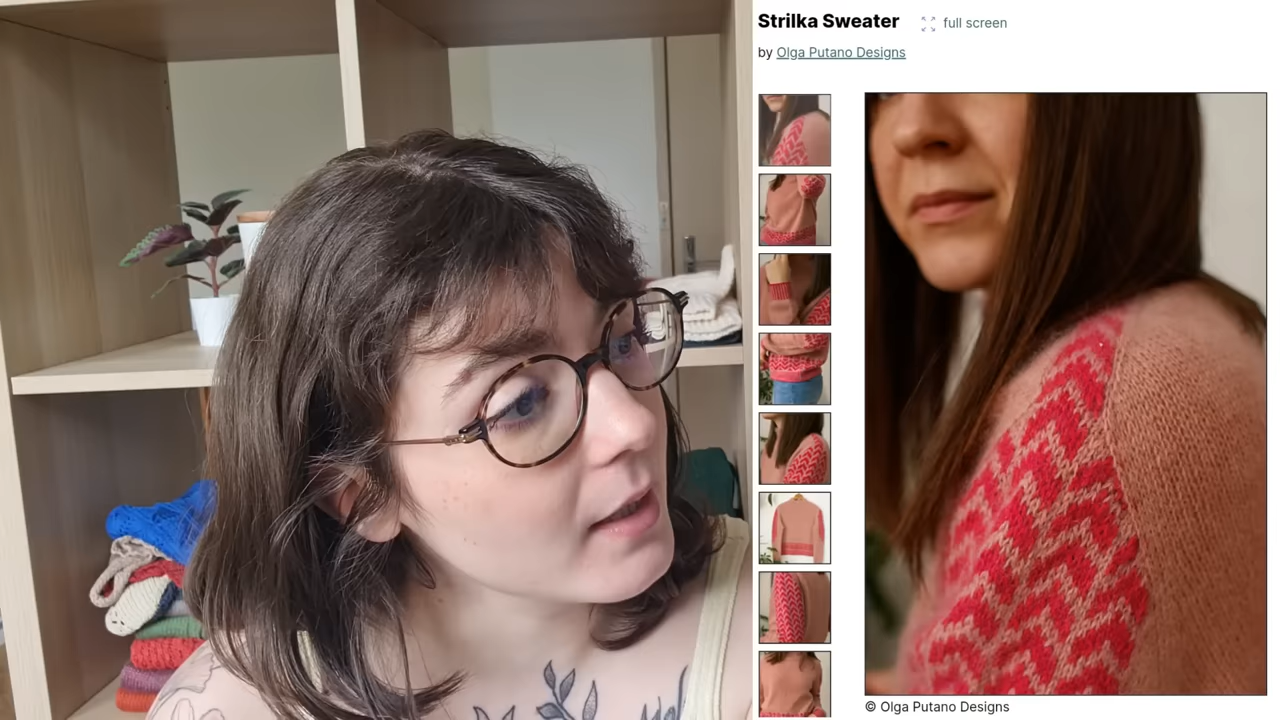 Strilka Sweater
full screen
by Olga Putano Designs
© Olga Putano Designs